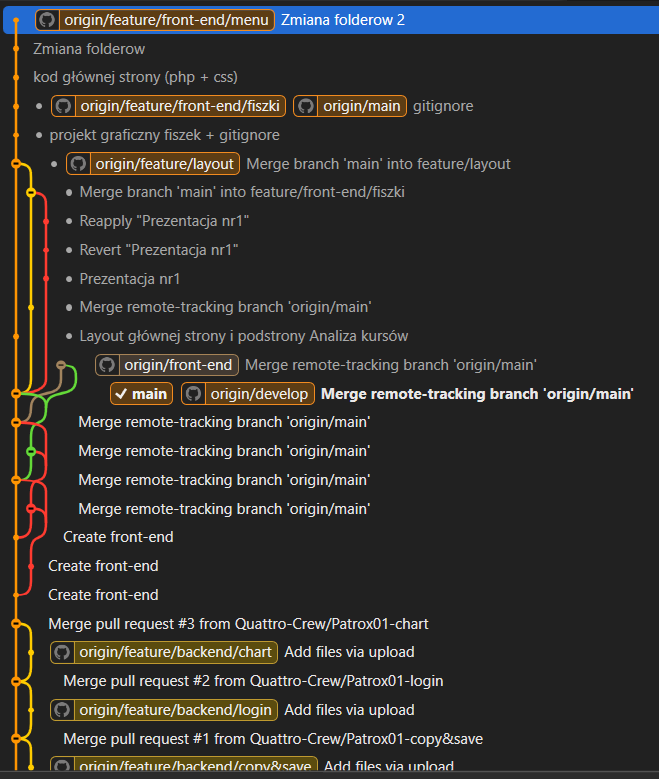 origin/feature/front-end/menu Zmiana folderow 2
Zmiana folderow
kod głównej strony (php + css)
origin/feature/front-end/fiszki origin/main gitignore
projekt graficzny fiszek + gitignore
origin/feature/layout Merge branch 'main' into feature/layout
Merge branch 'main' into feature/front-end/fiszki
Reapply "Prezentacja nr1"
Revert "Prezentacja nr1"
Prezentacja nr1
Merge remote-tracking branch 'origin/main'
Layout głównej strony i podstrony Analiza kursów
origin/front-end Merge remote-tracking branch 'origin/main'
main origin/develop Merge remote-tracking branch 'origin/main'
Merge remote-tracking branch 'origin/main'
Merge remote-tracking branch 'origin/main'
Merge remote-tracking branch 'origin/main'
Merge remote-tracking branch 'origin/main'
Create front-end
Create front-end
Create front-end
Merge pull request #3 from Quattro-Crew/Patrox01-chart
origin/feature/backend/chart Add files via upload
Merge pull request #2 from Quattro-Crew/Patrox01-login
origin/feature/backend/login Add files via upload
Merge pull request #1 from Quattro-Crew/Patrox01-copy&save
origin/feature/backend/copy&save Add files via upload